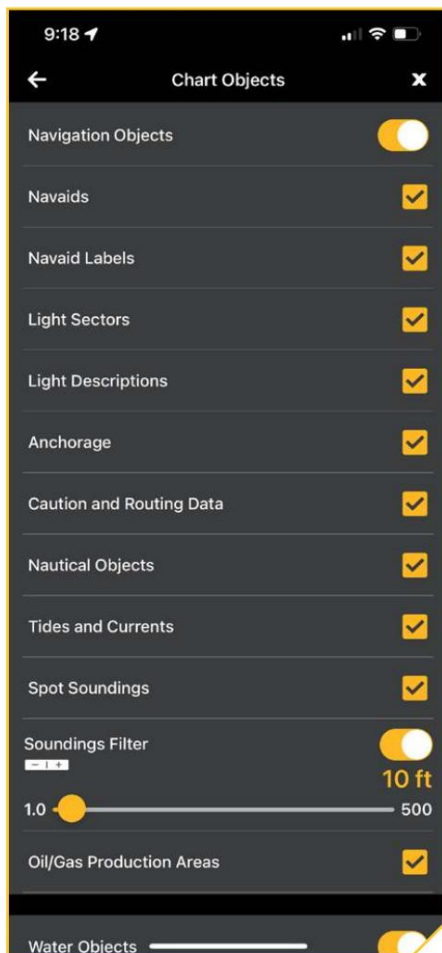 9:18
Chart Objects X
Navigation Objects
Navaids
Navaid Labels
Light Sectors
Light Descriptions
Anchorage
Caution and Routing Data
Nautical Objects
Tides and Currents
Spot Soundings
Soundings Filter
- | +
10 ft
1.0 500
Oil/Gas Production Areas
Water Objects